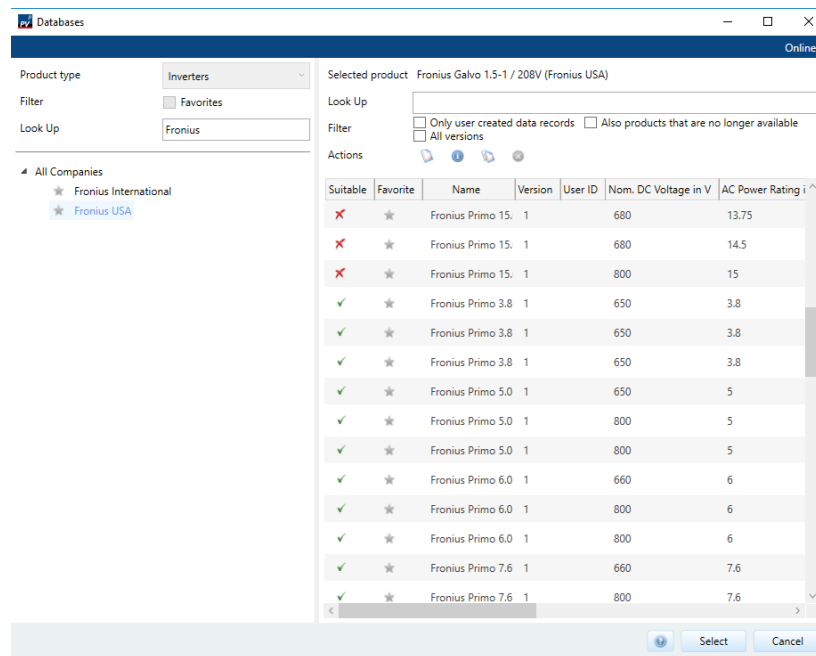 PV Databases
Online
Product type Inverters
Filter Favorites
Look Up Fronius
All Companies
Fronius International
Fronius USA
Selected product Fronius Galvo 1.5-1 / 208V (Fronius USA)
Look Up
Filter Only user created data records Also products that are no longer available
All versions
Actions
Suitable Favorite Name Version User ID Nom. DC Voltage in V AC Power Rating i
Fronius Primo 15. 1 680 13.75
Fronius Primo 15. 1 680 14.5
Fronius Primo 15. 1 800 15
Fronius Primo 3.8 1 650 3.8
Fronius Primo 3.8 1 650 3.8
Fronius Primo 3.8 1 650 3.8
Fronius Primo 5.0 1 650 5
Fronius Primo 5.0 1 800 5
Fronius Primo 5.0 1 800 5
Fronius Primo 6.0 1 660 6
Fronius Primo 6.0 1 800 6
Fronius Primo 6.0 1 800 6
Fronius Primo 7.6 1 660 7.6
Fronius Primo 7.6 1 800 7.6
Select Cancel